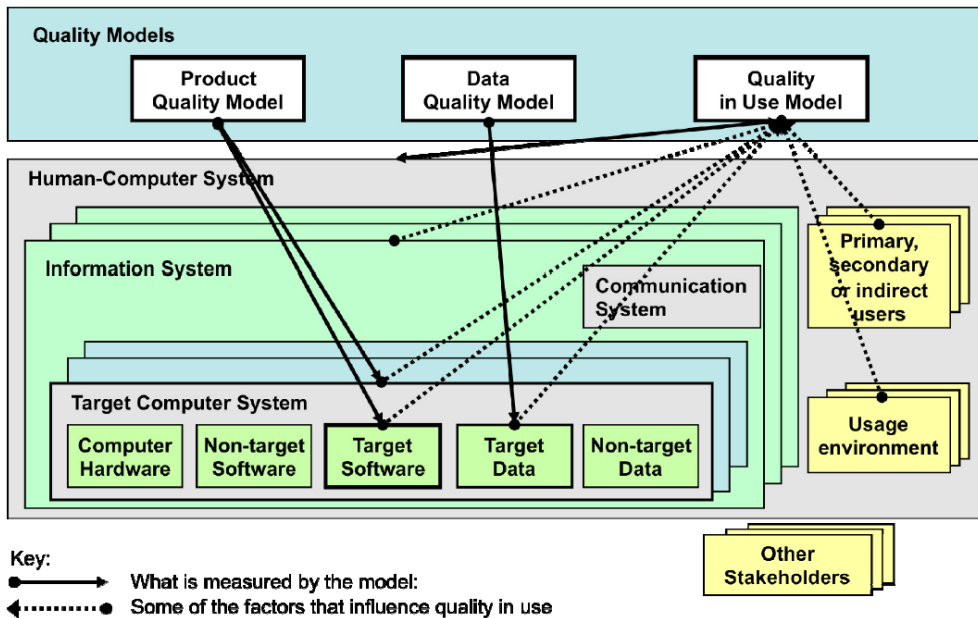 Quality Models
Product
Quality Model
Data
Quality Model
Quality
in Use Model
Human-Computer System
Information System
Communication
System
Primary,
secondary
or indirect
users
Target Computer System
Computer
Hardware
Non-target
Software
Target
Software
Target
Data
Non-target
Data
Usage
environment
Other
Stakeholders
Key:
What is measured by the model:
Some of the factors that influence quality in use